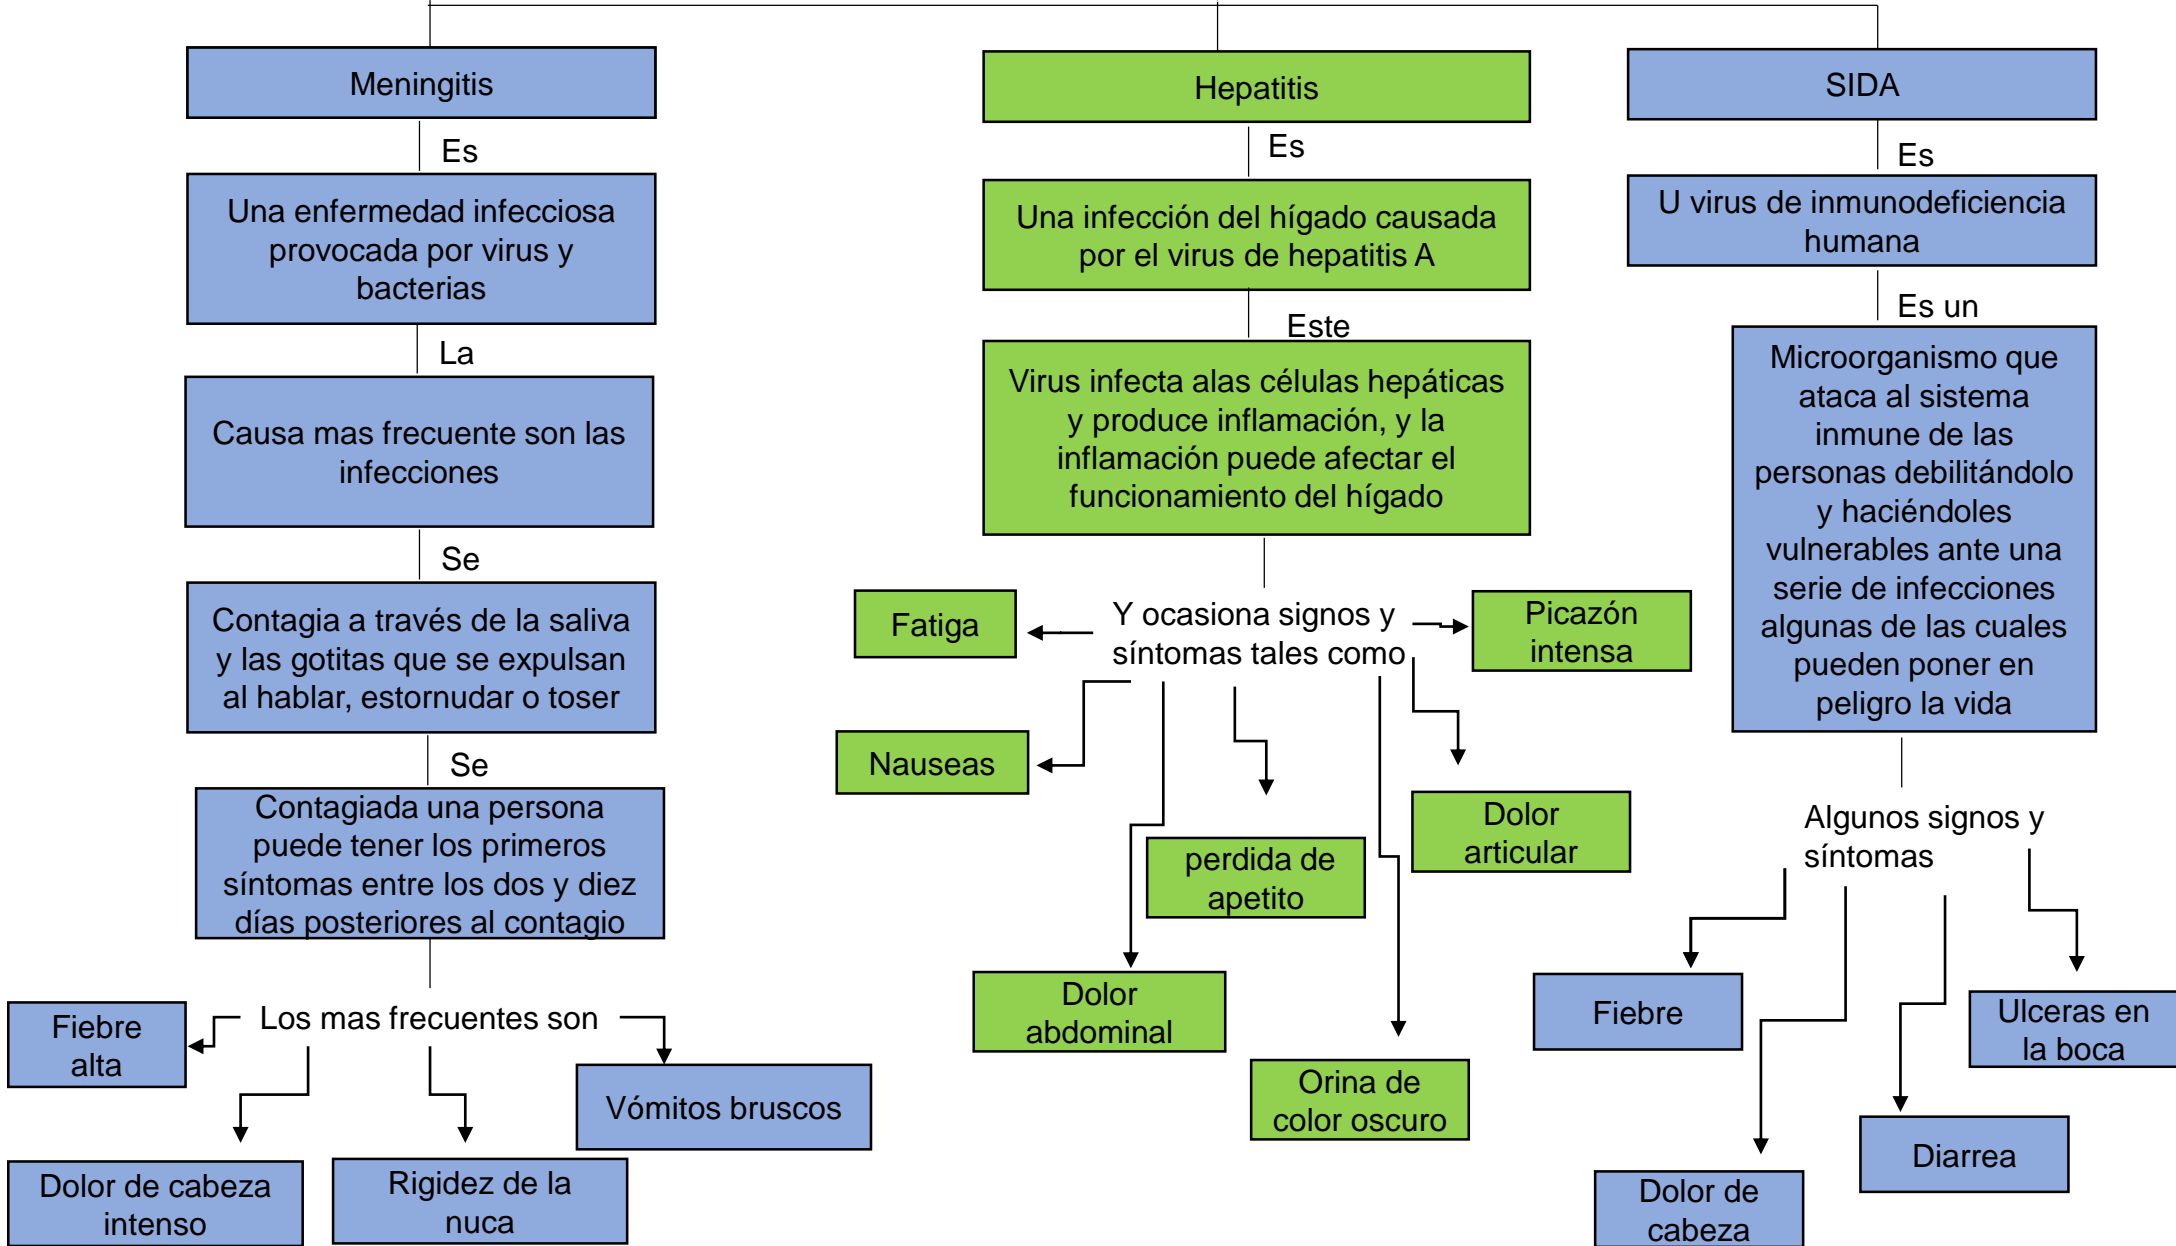 Meningitis
Es
Una enfermedad infecciosa
provocada por virus y
bacterias
La
Causa mas frecuente son las
infecciones
Se
Contagia a través de la saliva
y las gotitas que se expulsan
al hablar, estornudar o toser
Se
Contagiada una persona
puede tener los primeros
síntomas entre los dos y diez
días posteriores al contagio
Los mas frecuentes son
Fiebre
alta
Dolor de cabeza
intenso
Rigidez de la
nuca
Vómitos bruscos
Hepatitis
Es
Una infección del hígado causada
por el virus de hepatitis A
Este
Virus infecta alas células hepáticas
y produce inflamación, y la
inflamación puede afectar el
funcionamiento del hígado
Y ocasiona signos y
síntomas tales como
Fatiga
Picazón
intensa
Nauseas
Dolor
articular
perdida de
apetito
Dolor
abdominal
Orina de
color oscuro
SIDA
Es
U virus de inmunodeficiencia
humana
Es un
Microorganismo que
ataca al sistema
inmune de las
personas debilitándolo
y haciéndoles
vulnerables ante una
serie de infecciones
algunas de las cuales
pueden poner en
peligro la vida
Algunos signos y
síntomas
Fiebre
Ulceras en
la boca
Diarrea
Dolor de
cabeza